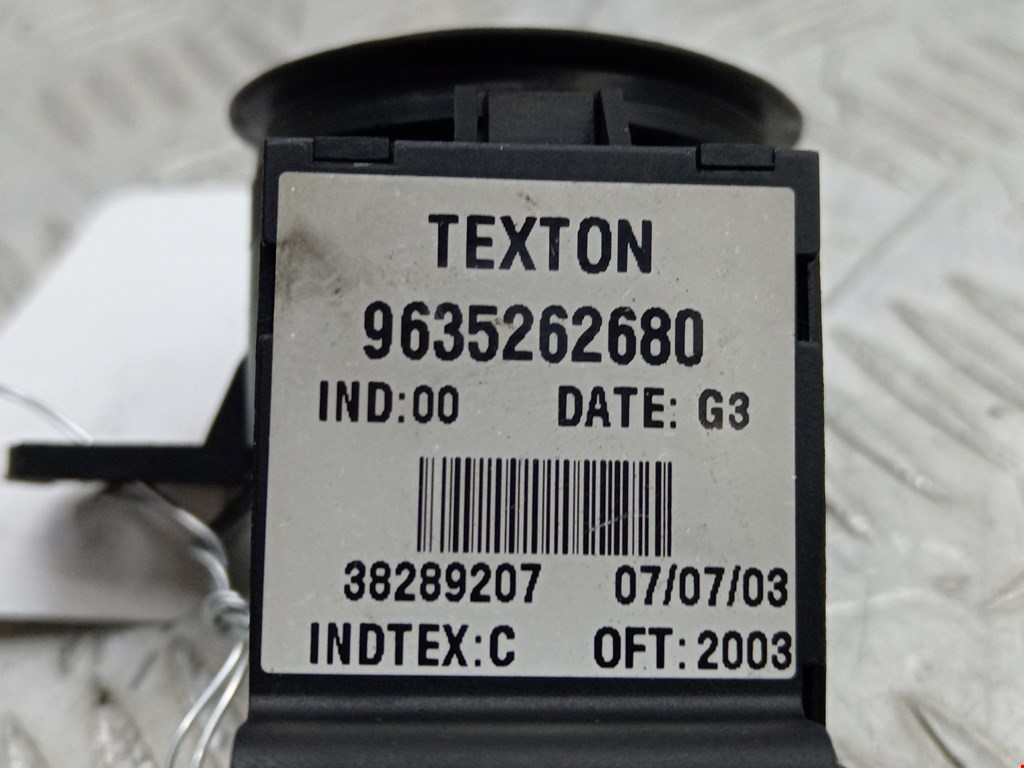 TEXTON
9635262680
IND:00 DATE: G3
38289207 07/07/03
INDTEX:C OFT: 2003